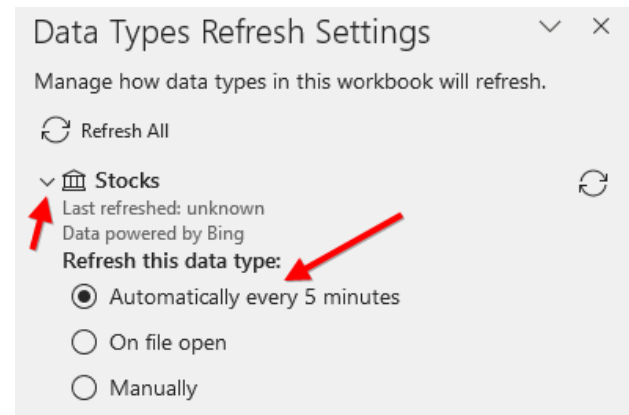 Data Types Refresh Settings
Manage how data types in this workbook will refresh.
Refresh All
Stocks
Last refreshed: unknown
Data powered by Bing
Refresh this data type:
Automatically every 5 minutes
On file open
Manually